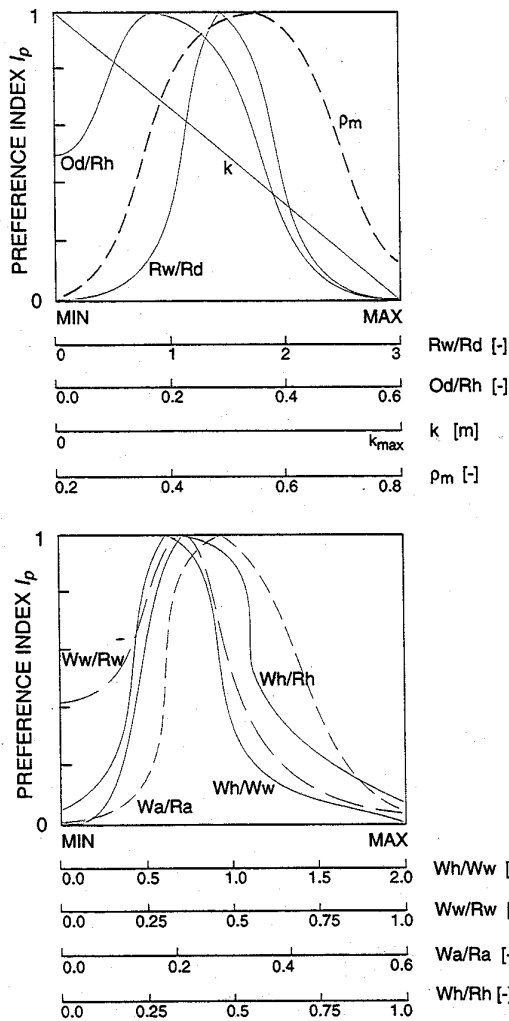 PREFERENCE INDEX Ip
1
0
Od/Rh
Rw/Rd
k
ρm
MIN MAX
0 1 2 3 Rw/Rd [-]
0.0 0.2 0.4 0.6 Od/Rh [-]
0 kmax k [m]
0.2 0.4 0.6 0.8 ρm [-]
PREFERENCE INDEX Ip
1
0
Ww/Rw
Wh/Rh
Wa/Ra
Wh/Ww
MIN MAX
0.0 0.5 1.0 1.5 2.0 Wh/Ww [
0.0 0.25 0.5 0.75 1.0 Ww/Rw [
0.0 0.2 0.4 0.6 Wa/Ra [-
0.0 0.25 0.5 0.75 1.0 Wh/Rh [-